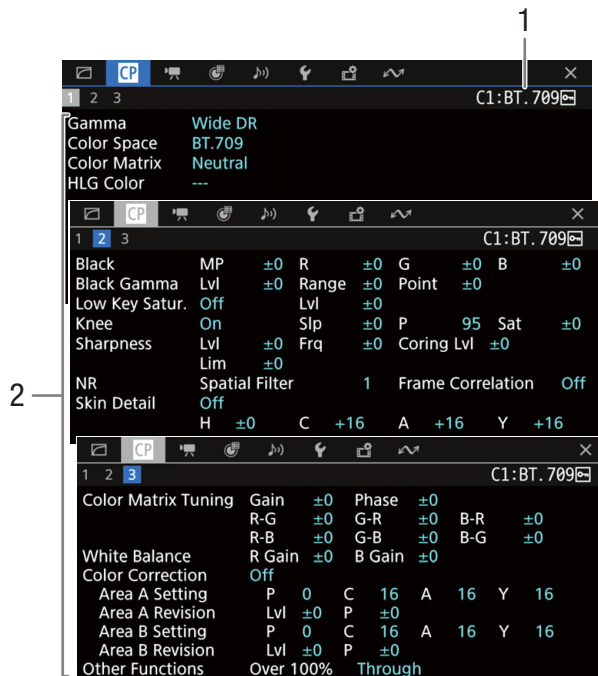 1
CP
1 2 3 C1:BT.709
Gamma Wide DR
Color Space BT.709
Color Matrix Neutral
HLG Color ---
CP
1 2 3 C1:BT.709
Black MP ±0 R ±0 G ±0 B ±0
Black Gamma Lvl ±0 Range ±0 Point ±0
Low Key Satur. Off Lvl ±0
Knee On Slp ±0 P 95 Sat ±0
Sharpness Lvl ±0 Frq ±0 Coring Lvl ±0
Lim ±0
NR Spatial Filter 1 Frame Correlation Off
2
Skin Detail Off
H ±0 C +16 A +16 Y +16
CP
1 2 3 C1:BT.709
Color Matrix Tuning Gain ±0 Phase ±0
R-G ±0 G-R ±0 B-R ±0
R-B ±0 G-B ±0 B-G ±0
White Balance R Gain ±0 B Gain ±0
Color Correction Off
Area A Setting P 0 C 16 A 16 Y 16
Area A Revision Lvl ±0 P ±0
Area B Setting P 0 C 16 A 16 Y 16
Area B Revision Lvl ±0 P ±0
Other Functions Over 100% Through